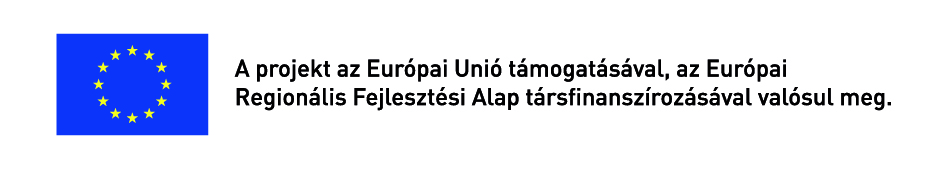 A projekt az Európai Unió támogatásával, az Európai
Regionális Fejlesztési Alap társfinanszírozásával valósul meg.